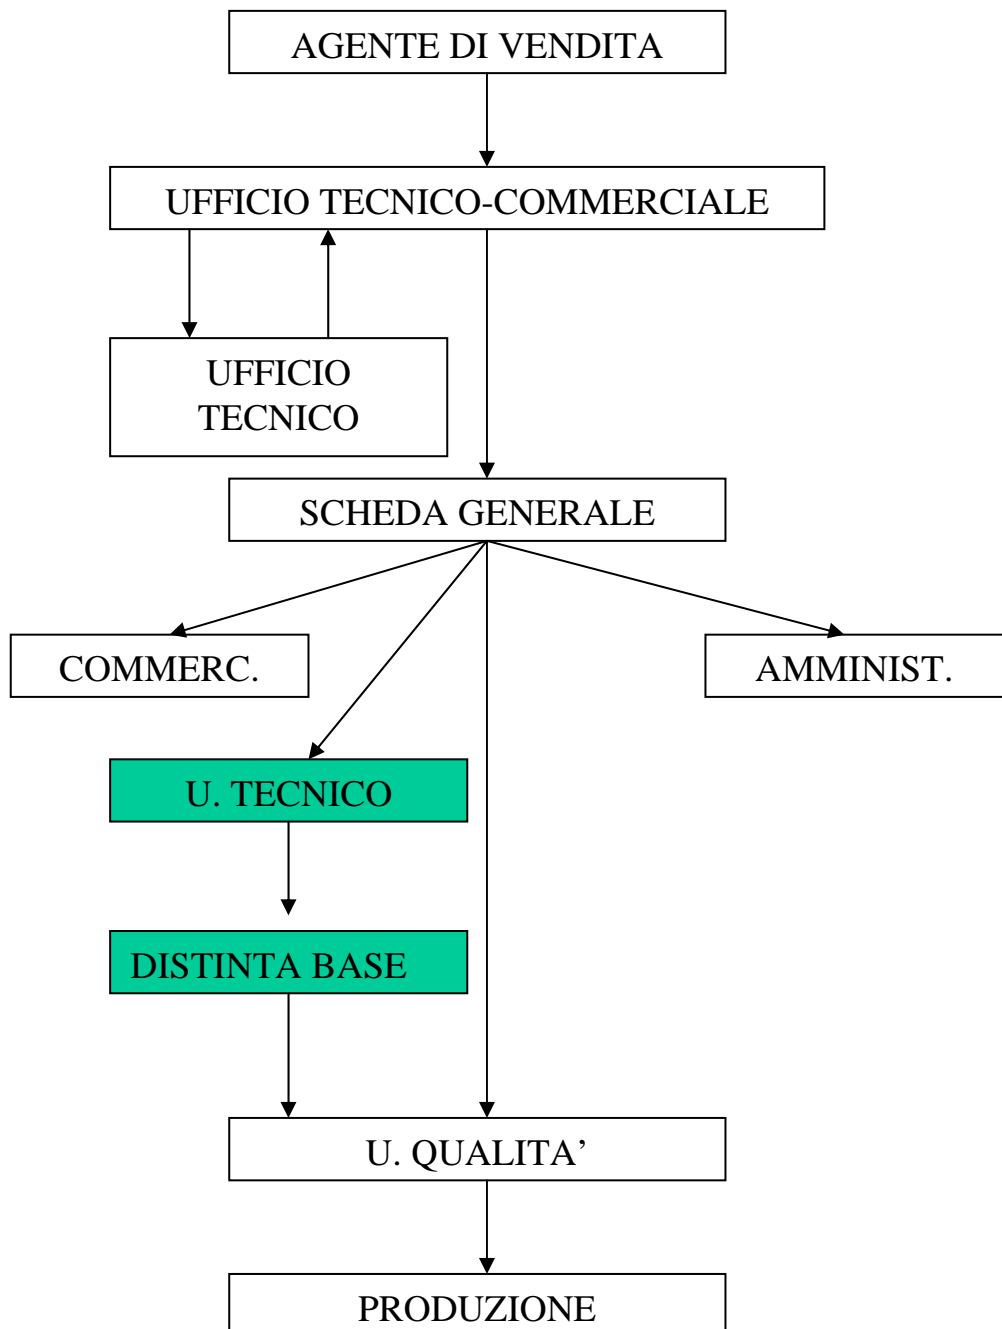 AGENTE DI VENDITA
UFFICIO TECNICO-COMMERCIALE
UFFICIO
TECNICO
SCHEDA GENERALE
COMMERC.
AMMINIST.
U. TECNICO
DISTINTA BASE
U. QUALITA’
PRODUZIONE